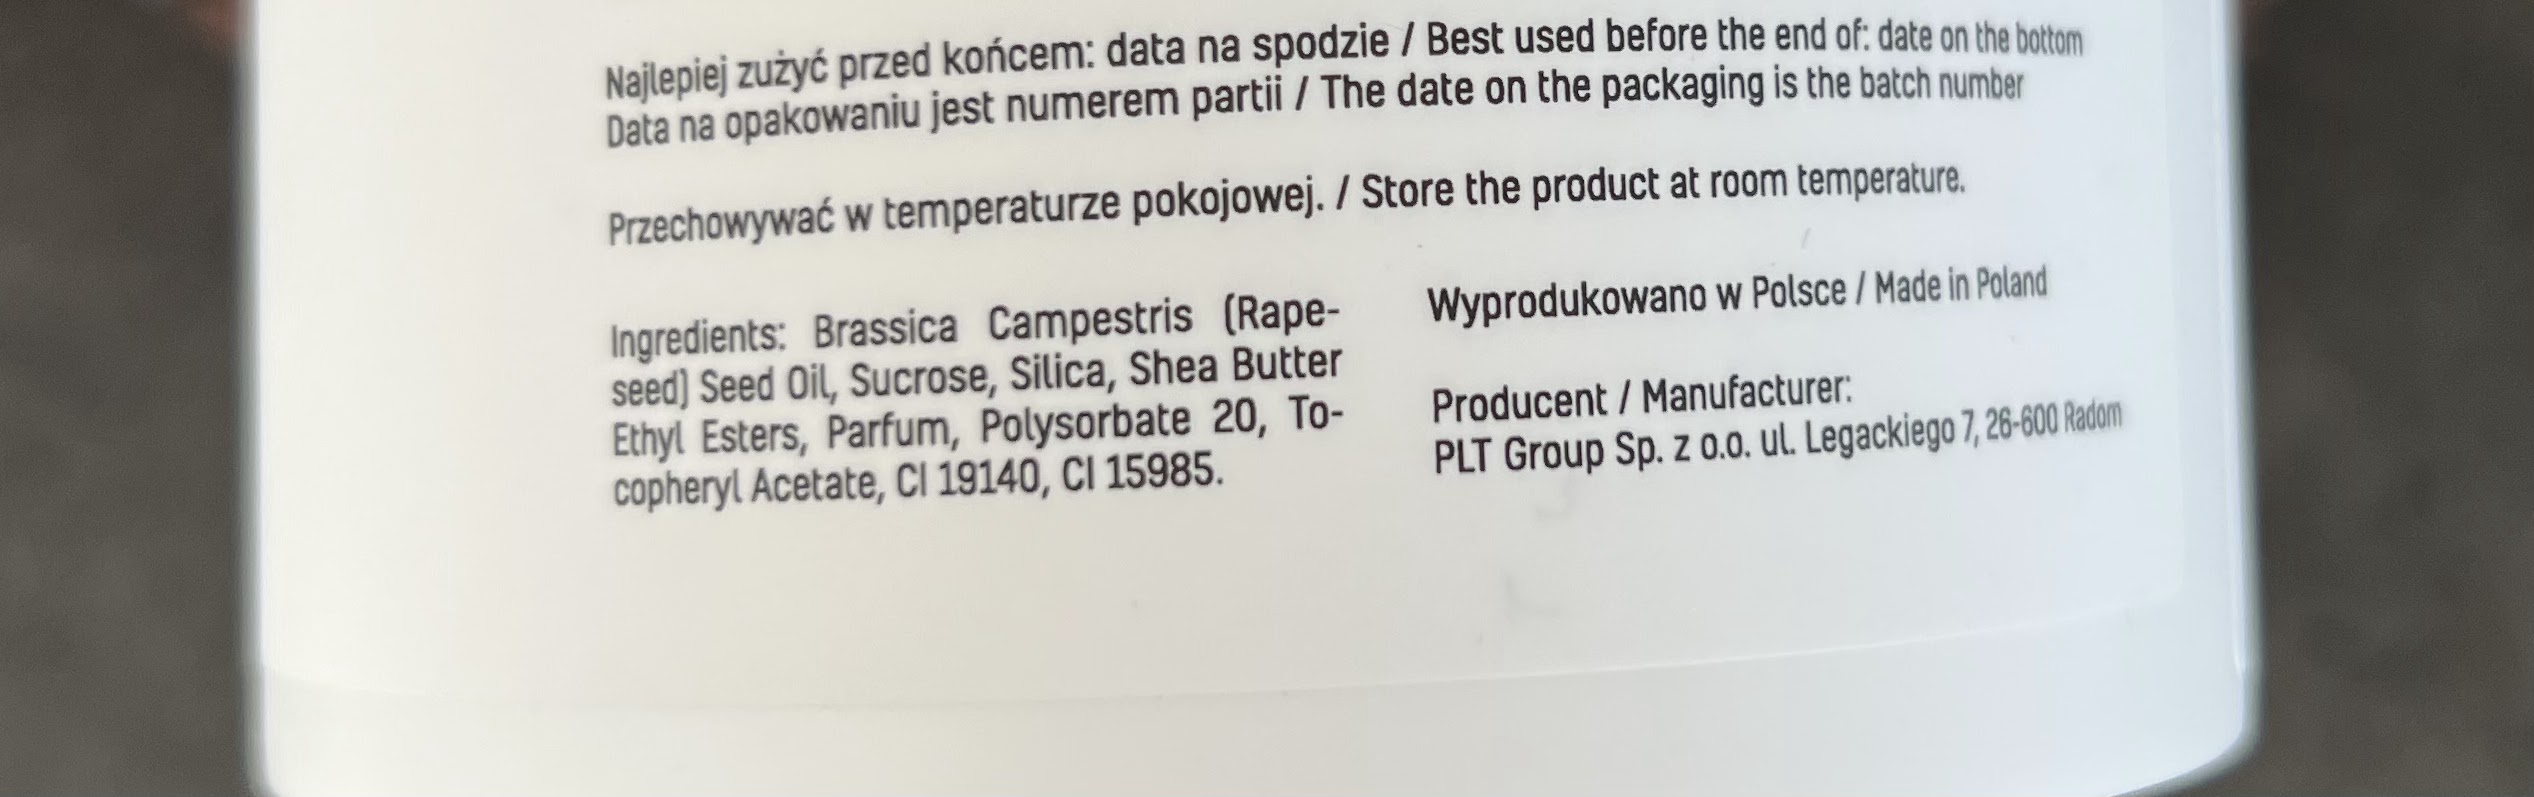 Najlepiej zużyć przed końcem: data na spodzie / Best used before the end of: date on the bottom
Data na opakowaniu jest numerem partii / The date on the packaging is the batch number
Przechowywać w temperaturze pokojowej. / Store the product at room temperature.
Ingredients: Brassica Campestris (Rape-
seed) Seed Oil, Sucrose, Silica, Shea Butter
Ethyl Esters, Parfum, Polysorbate 20, To-
copheryl Acetate, CI 19140, CI 15985.
Wyprodukowano w Polsce / Made in Poland
Producent / Manufacturer:
PLT Group Sp. z o.o. ul. Legackiego 7, 26-600 Radom